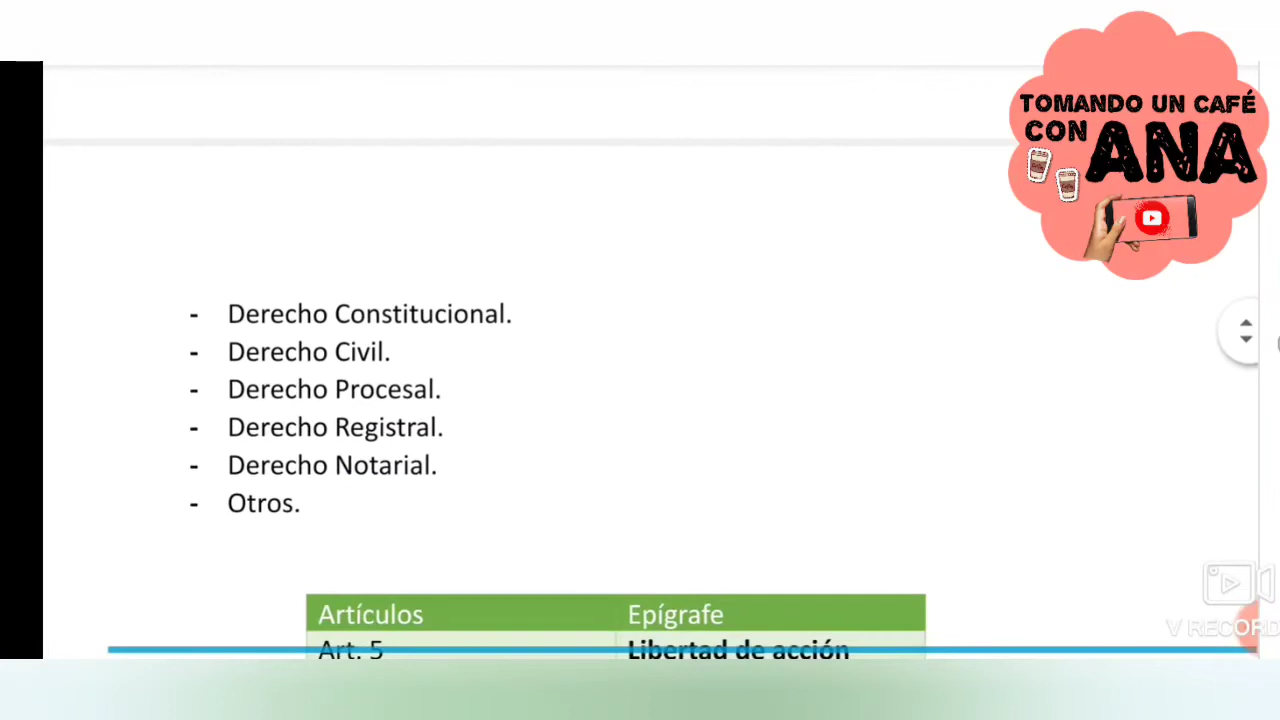 TOMANDO UN CAFÉ
CON ANA
- Derecho Constitucional.
- Derecho Civil.
- Derecho Procesal.
- Derecho Registral.
- Derecho Notarial.
- Otros.
Artículos Epígrafe
Art. 5 Libertad de acción
V RECORD